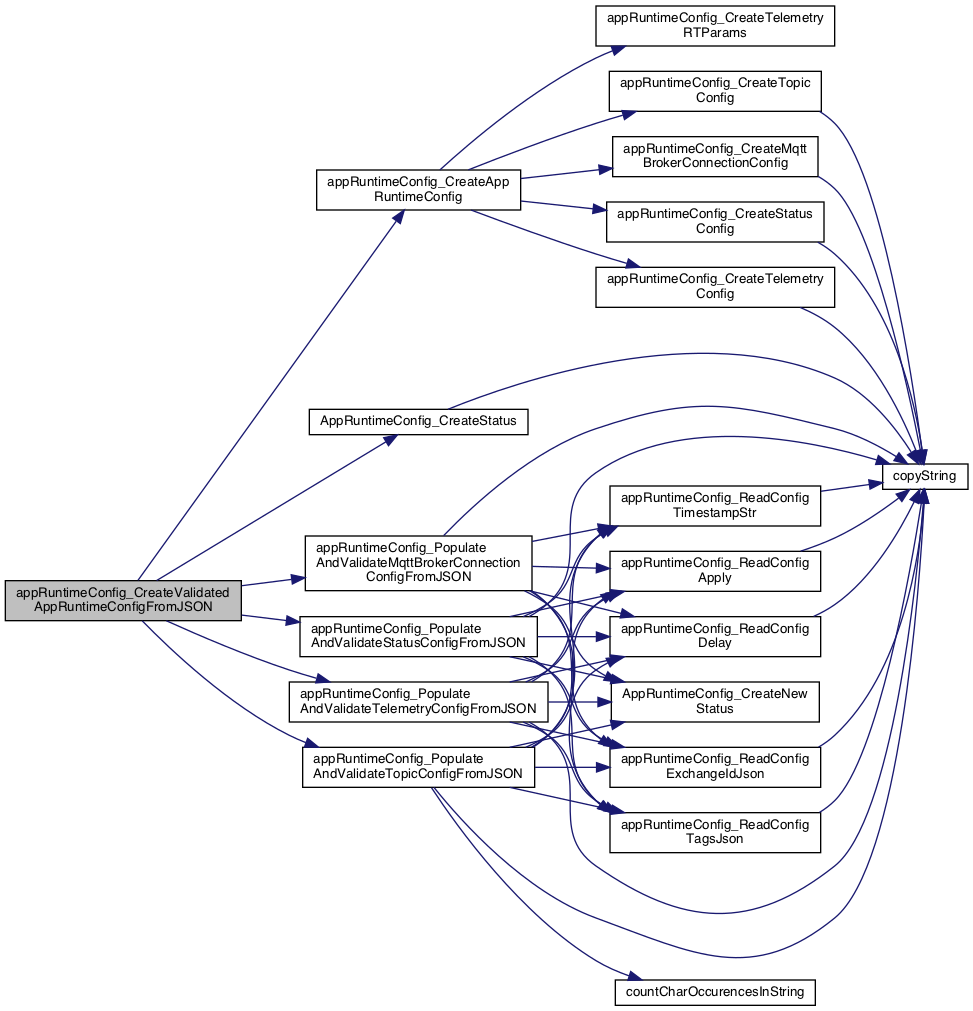 appRuntimeConfig_CreateTelemetry
RTParams
appRuntimeConfig_CreateTopic
Config
appRuntimeConfig_CreateMqtt
BrokerConnectionConfig
appRuntimeConfig_CreateApp
RuntimeConfig
appRuntimeConfig_CreateStatus
Config
appRuntimeConfig_CreateTelemetry
Config
AppRuntimeConfig_CreateStatus
copyString
appRuntimeConfig_ReadConfig
TimestampStr
appRuntimeConfig_Populate
AndValidateMqttBrokerConnection
ConfigFromJSON
appRuntimeConfig_ReadConfig
Apply
appRuntimeConfig_CreateValidated
AppRuntimeConfigFromJSON
appRuntimeConfig_Populate
AndValidateStatusConfigFromJSON
appRuntimeConfig_ReadConfig
Delay
appRuntimeConfig_Populate
AndValidateTelemetryConfigFromJSON
AppRuntimeConfig_CreateNew
Status
appRuntimeConfig_Populate
AndValidateTopicConfigFromJSON
appRuntimeConfig_ReadConfig
ExchangeIdJson
appRuntimeConfig_ReadConfig
TagsJson
countCharOccurencesInString